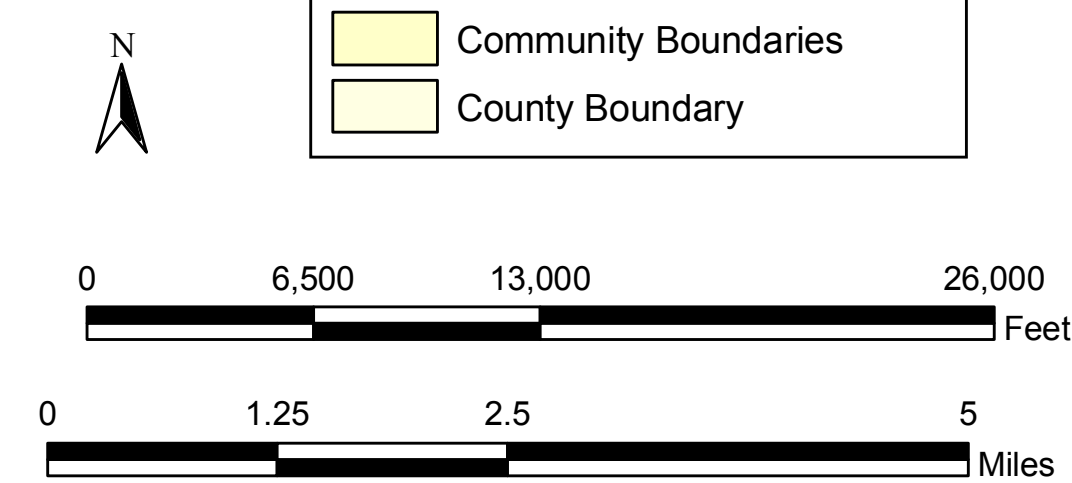 N
Community Boundaries
County Boundary
0 6,500 13,000 26,000
Feet
0 1.25 2.5 5
Miles